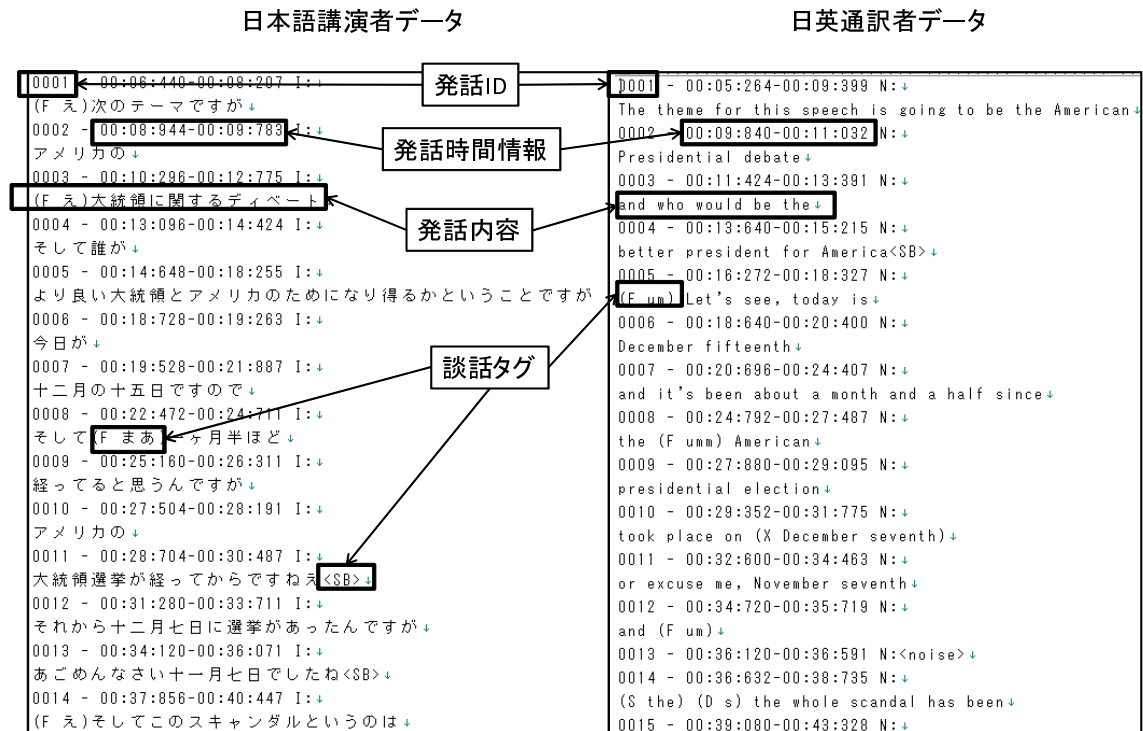 日本語講演者データ
日英通訳者データ
0001 - 00:06:440-00:08:207 I:↓
(F え)次のテーマですが↓
0002 - 00:08:944-00:09:783 I:↓
アメリカの↓
0003 - 00:10:296-00:12:775 I:↓
(F え)大統領に関するディベート
0004 - 00:13:096-00:14:424 I:↓
そして誰が↓
0005 - 00:14:648-00:18:255 I:↓
より良い大統領とアメリカのためになり得るかということですが
0006 - 00:18:728-00:19:263 I:↓
今日が↓
0007 - 00:19:528-00:21:887 I:↓
十二月の十五日ですので↓
0008 - 00:22:472-00:24:711 I:↓
そして(F まあ)一ヶ月半ほど↓
0009 - 00:25:160-00:26:311 I:↓
経ってると思うんですが↓
0010 - 00:27:504-00:28:191 I:↓
アメリカの↓
0011 - 00:28:704-00:30:487 I:↓
大統領選挙が経ってからですねえ<SB>↓
0012 - 00:31:280-00:33:711 I:↓
それから十二月七日に選挙があったんですが↓
0013 - 00:34:120-00:36:071 I:↓
あごめんなさい十一月七日でしたね<SB>↓
0014 - 00:37:856-00:40:447 I:↓
(F え)そしてこのスキャンダルというのは↓
発話ID
発話時間情報
発話内容
談話タグ
0001 - 00:05:264-00:09:399 N:↓
The theme for this speech is going to be the American↓
0002 - 00:09:840-00:11:032 N:↓
Presidential debate↓
0003 - 00:11:424-00:13:391 N:↓
and who would be the↓
0004 - 00:13:640-00:15:215 N:↓
better president for America<SB>↓
0005 - 00:16:272-00:18:327 N:↓
(F um) Let's see, today is↓
0006 - 00:18:640-00:20:400 N:↓
December fifteenth↓
0007 - 00:20:696-00:24:407 N:↓
and it's been about a month and a half since↓
0008 - 00:24:792-00:27:487 N:↓
the (F umm) American↓
0009 - 00:27:880-00:29:095 N:↓
presidential election↓
0010 - 00:29:352-00:31:775 N:↓
took place on (X December seventh)↓
0011 - 00:32:600-00:34:463 N:↓
or excuse me, November seventh↓
0012 - 00:34:720-00:35:719 N:↓
and (F um)↓
0013 - 00:36:120-00:36:591 N:<noise>↓
0014 - 00:36:632-00:38:735 N:↓
(S the) (D s) the whole scandal has been↓
0015 - 00:39:080-00:43:328 N:↓